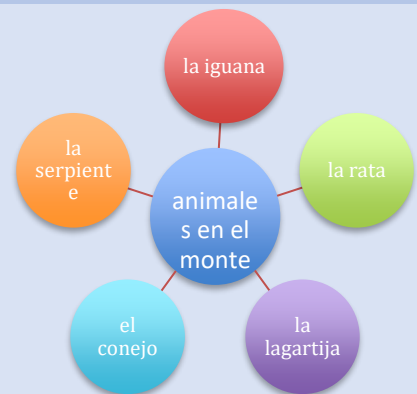 la iguana
la
serpient
e
la rata
animale
s en el
monte
el
conejo
la
lagartija